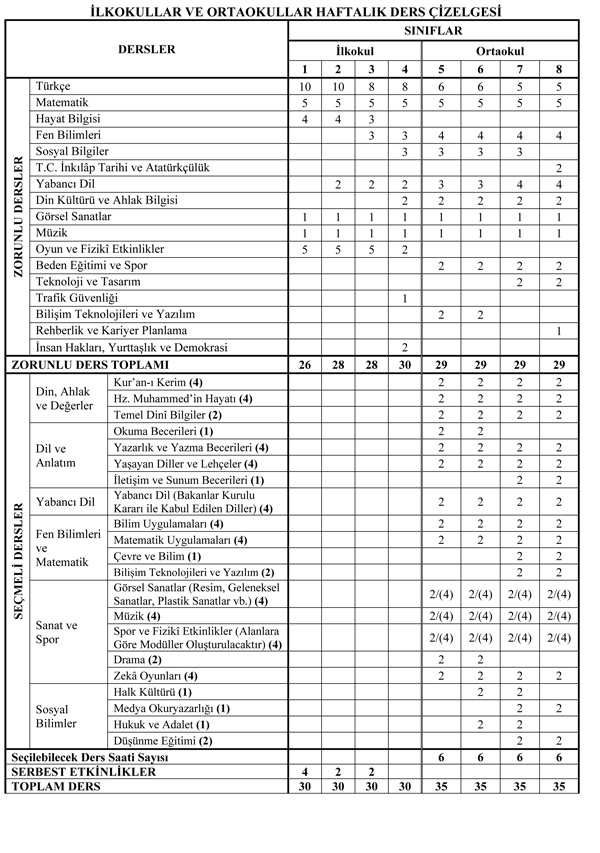 İLKOKULLAR VE ORTAOKULLAR HAFTALIK DERS ÇİZELGESİ
DERSLER SINIFLAR
İlkokul Ortaokul
1 2 3 4 5 6 7 8
ZORUNLU DERSLER
Türkçe 10 10 8 8 6 6 5 5
Matematik 5 5 5 5 5 5 5 5
Hayat Bilgisi 4 4 3
Fen Bilimleri 3 3 4 4 4 4
Sosyal Bilgiler 3 3 3 3
T.C. İnkılâp Tarihi ve Atatürkçülük 2
Yabancı Dil 2 2 2 3 3 4 4
Din Kültürü ve Ahlak Bilgisi 2 2 2 2 2
Görsel Sanatlar 1 1 1 1 1 1 1 1
Müzik 1 1 1 1 1 1 1 1
Oyun ve Fizikî Etkinlikler 5 5 5 2
Beden Eğitimi ve Spor 2 2 2 2
Teknoloji ve Tasarım 2 2
Trafik Güvenliği 1
Bilişim Teknolojileri ve Yazılım 2 2
Rehberlik ve Kariyer Planlama 1
İnsan Hakları, Yurttaşlık ve Demokrasi 2
ZORUNLU DERS TOPLAMI 26 28 28 30 29 29 29 29
SEÇMELİ DERSLER
Din, Ahlak
ve Değerler
Kur'an-ı Kerim (4) 2 2 2 2
Hz. Muhammed'in Hayatı (4) 2 2 2 2
Temel Dinî Bilgiler (2) 2 2 2 2
Dil ve
Anlatım
Okuma Becerileri (1) 2 2
Yazarlık ve Yazma Becerileri (4) 2 2 2 2
Yaşayan Diller ve Lehçeler (4) 2 2 2 2
İletişim ve Sunum Becerileri (1) 2 2
Yabancı Dil
Yabancı Dil (Bakanlar Kurulu
Kararı ile Kabul Edilen Diller) (4) 2 2 2 2
Fen Bilimleri
ve
Matematik
Bilim Uygulamaları (4) 2 2 2 2
Matematik Uygulamaları (4) 2 2 2 2
Çevre ve Bilim (1) 2 2
Bilişim Teknolojileri ve Yazılım (2) 2 2
Sanat ve
Spor
Görsel Sanatlar (Resim, Geleneksel
Sanatlar, Plastik Sanatlar vb.) (4) 2/(4) 2/(4) 2/(4) 2/(4)
Müzik (4) 2/(4) 2/(4) 2/(4) 2/(4)
Spor ve Fizikî Etkinlikler (Alanlara
Göre Modüller Oluşturulacaktır) (4) 2/(4) 2/(4) 2/(4) 2/(4)
Drama (2) 2 2
Zekâ Oyunları (4) 2 2 2 2
Sosyal
Bilimler
Halk Kültürü (1) 2 2
Medya Okuryazarlığı (1) 2 2
Hukuk ve Adalet (1) 2 2
Düşünme Eğitimi (2) 2 2
Seçilebilecek Ders Saati Sayısı 6 6 6 6
SERBEST ETKİNLİKLER 4 2 2
TOPLAM DERS 30 30 30 30 35 35 35 35